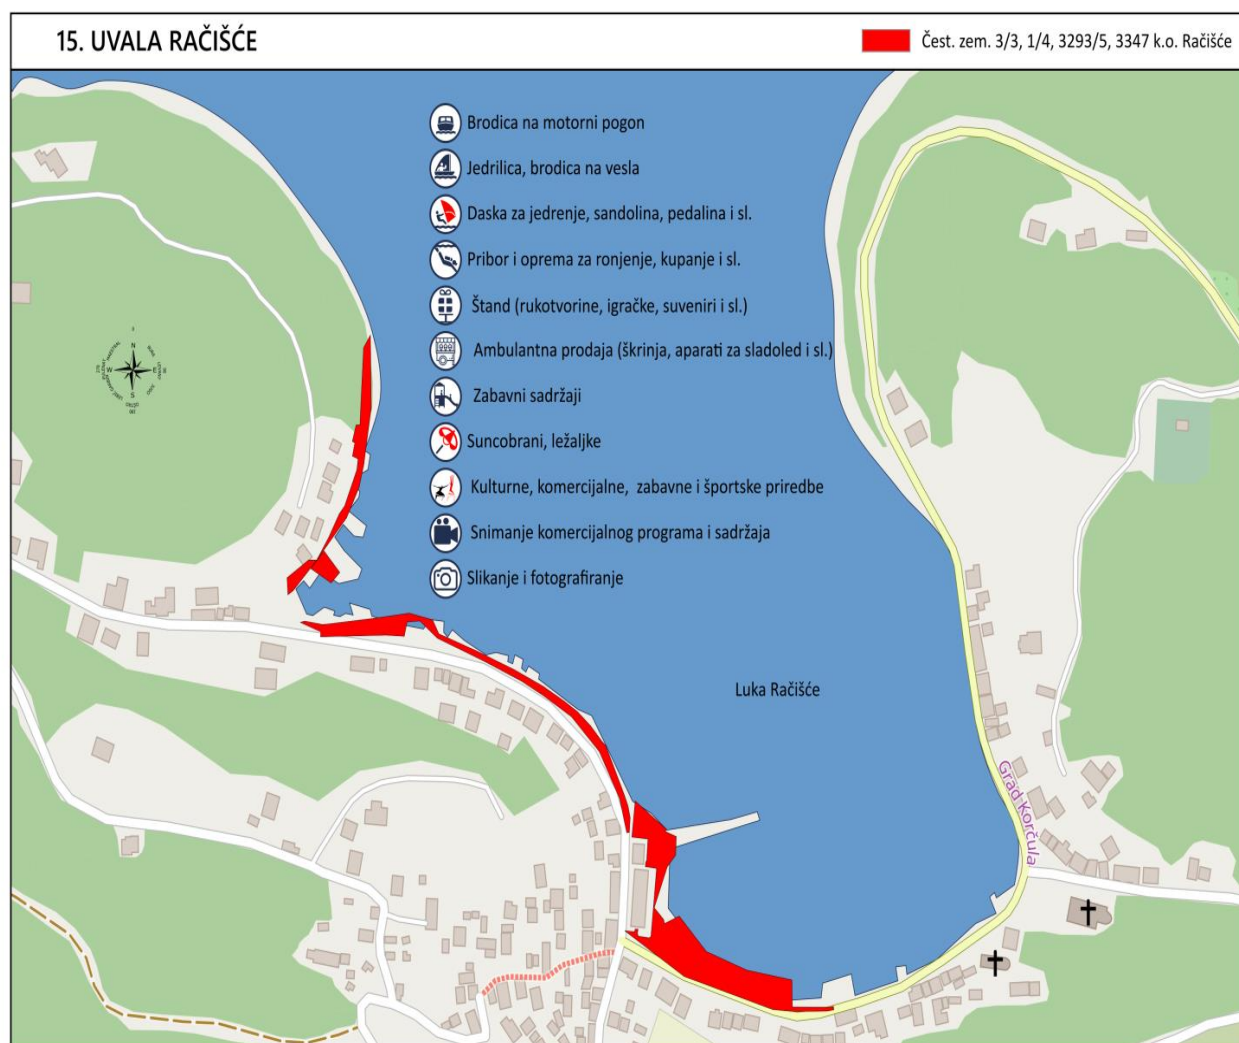 15. UVALA RAČIŠĆE
Čest. zem. 3/3, 1/4, 3293/5, 3347 k.o. Račišće
Brodica na motorni pogon
Jedrilica, brodica na vesla
Daska za jedrenje, sandolina, pedalina i sl.
Pribor i oprema za ronjenje, kupanje i sl.
Štand (rukotvorine, igračke, suveniri i sl.)
Ambulantna prodaja (škrinja, aparati za sladoled i sl.)
Zabavni sadržaji
Suncobrani, ležaljke
Kulturne, komercijalne, zabavne i športske priredbe
Snimanje komercijalnog programa i sadržaja
Slikanje i fotografiranje
N
W
S
Luka Račišće
Grad Korčula